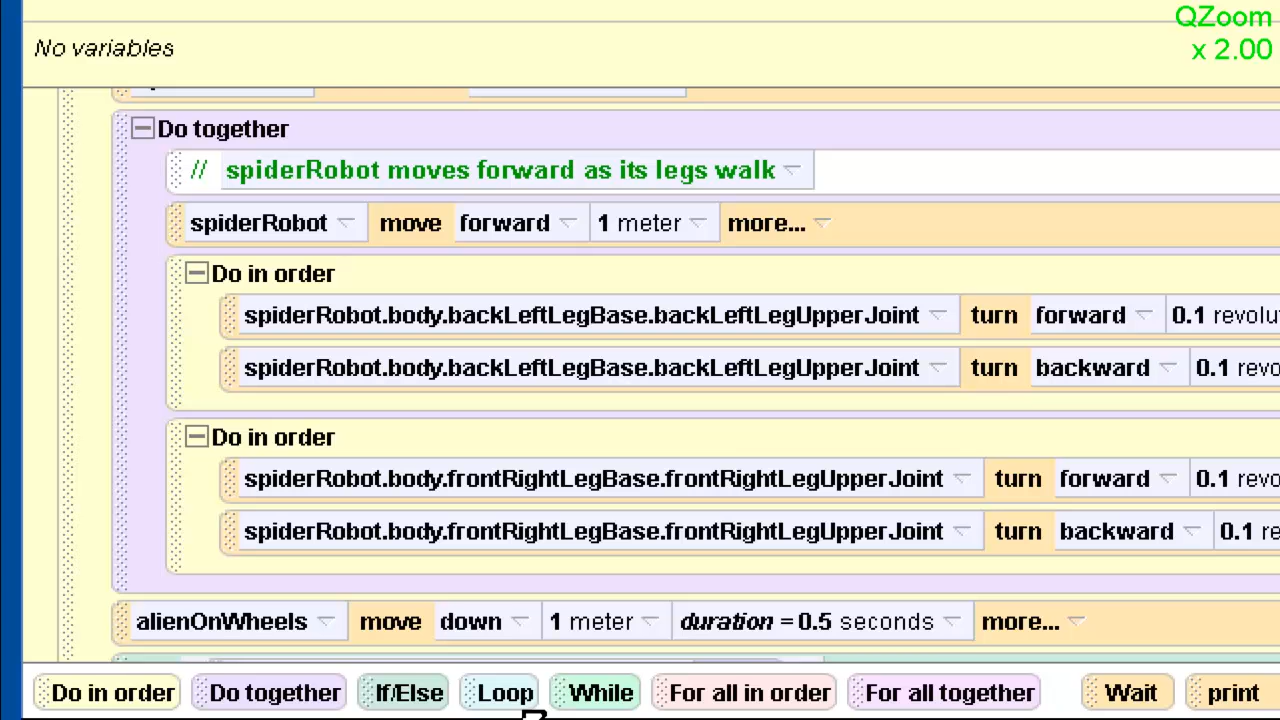 QZoom
No variables
x 2.00
Do together
// spiderRobot moves forward as its legs walk
spiderRobot move forward 1 meter more...
Do in order
spiderRobot.body.backLeftLegBase.backLeftLegUpperJoint turn forward 0.1 revolu
spiderRobot.body.backLeftLegBase.backLeftLegUpperJoint turn backward 0.1 revo
Do in order
spiderRobot.body.frontRightLegBase.frontRightLegUpperJoint turn forward 0.1 revo
spiderRobot.body.frontRightLegBase.frontRightLegUpperJoint turn backward 0.1 re
alienOnWheels move down 1 meter duration = 0.5 seconds more...
Do in order Do together If/Else Loop While For all in order For all together Wait print